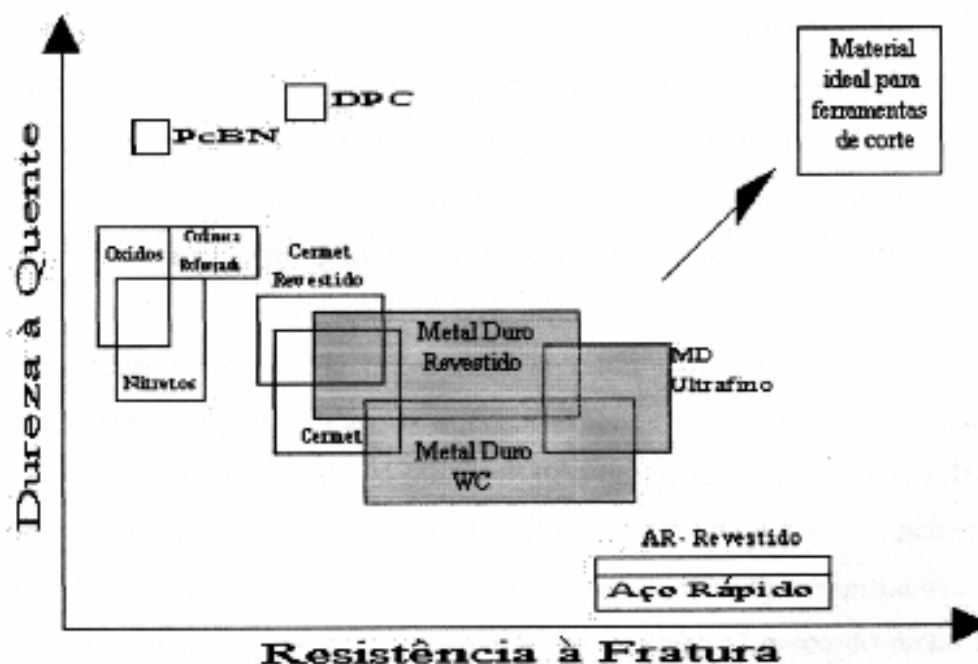 Material
ideal para
ferramentas
de corte
DPC
PcBN
Oxidos
Reforçada
Cermet
Revestido
Nitretos
Metal Duro
Revestido
MD
Ultrafino
Cermet
Metal Duro
WC
AR- Revestido
Aço Rápido
Dureza à Quente
Resistência à Fratura